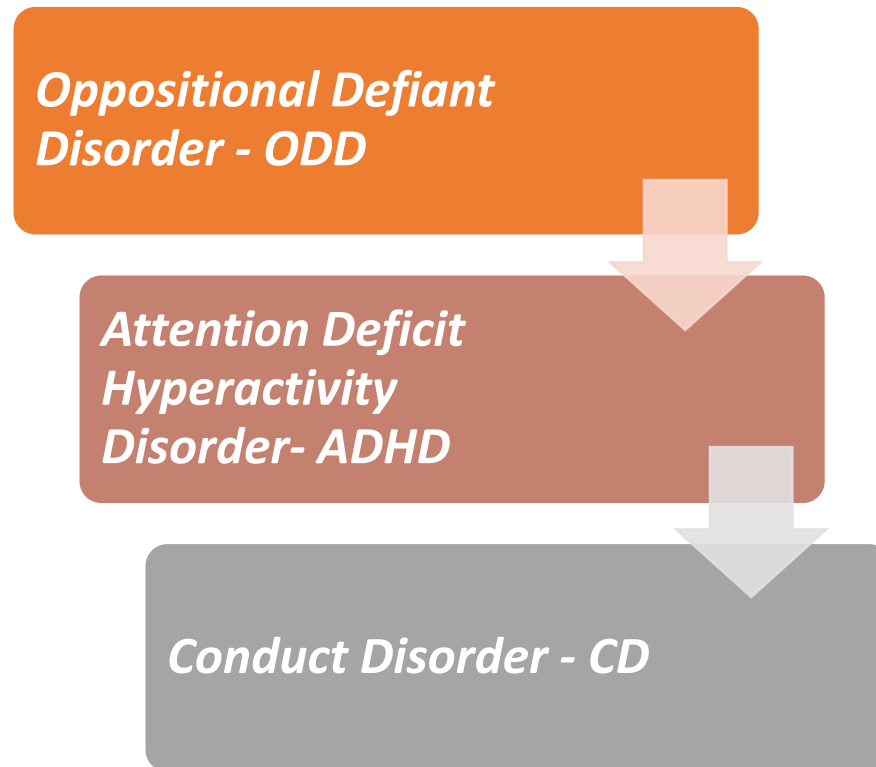 Oppositional Defiant
Disorder - ODD
Attention Deficit
Hyperactivity
Disorder- ADHD
Conduct Disorder - CD